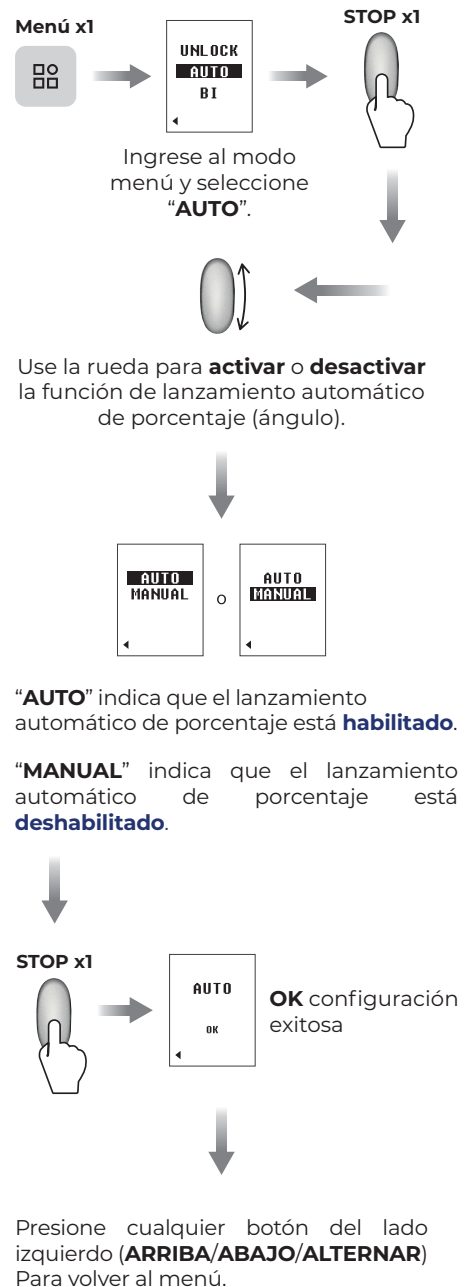 Menú x1
UNLOCK
AUTO
BI
STOP x1
Ingrese al modo
menú y seleccione
“AUTO”.
Use la rueda para activar o desactivar
la función de lanzamiento automático
de porcentaje (ángulo).
AUTO
MANUAL
o
AUTO
MANUAL
“AUTO” indica que el lanzamiento
automático de porcentaje está habilitado.
“MANUAL” indica que el lanzamiento
automático de porcentaje está
deshabilitado.
STOP x1
AUTO
OK
OK configuración
exitosa
Presione cualquier botón del lado
izquierdo (ARRIBA/ABAJO/ALTERNAR)
Para volver al menú.